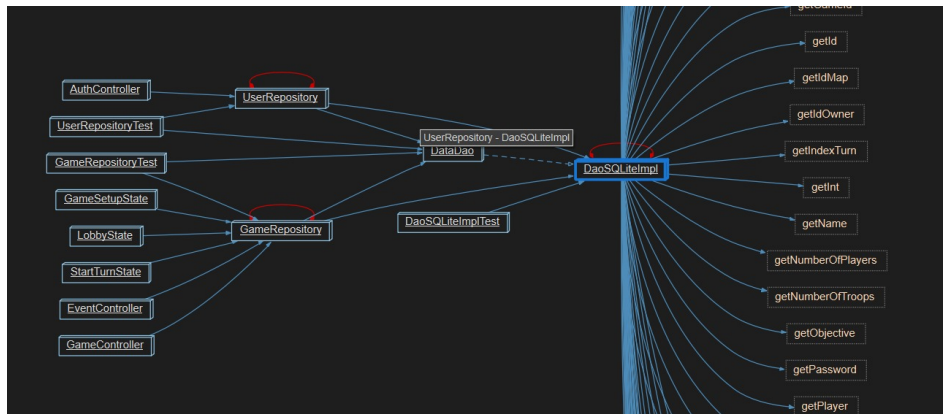 AuthController
UserRepositoryTest
GameRepositoryTest
GameSetupState
LobbyState
StartTurnState
EventController
GameController
UserRepository
GameRepository
UserRepository - DaoSQLiteImpl
DataDao
DaoSQLiteImplTest
DaoSQLiteImpl
getGameId
getId
getIdMap
getIdOwner
getIndexTurn
getInt
getName
getNumberOfPlayers
getNumberOfTroops
getObjective
getPassword
getPlayer